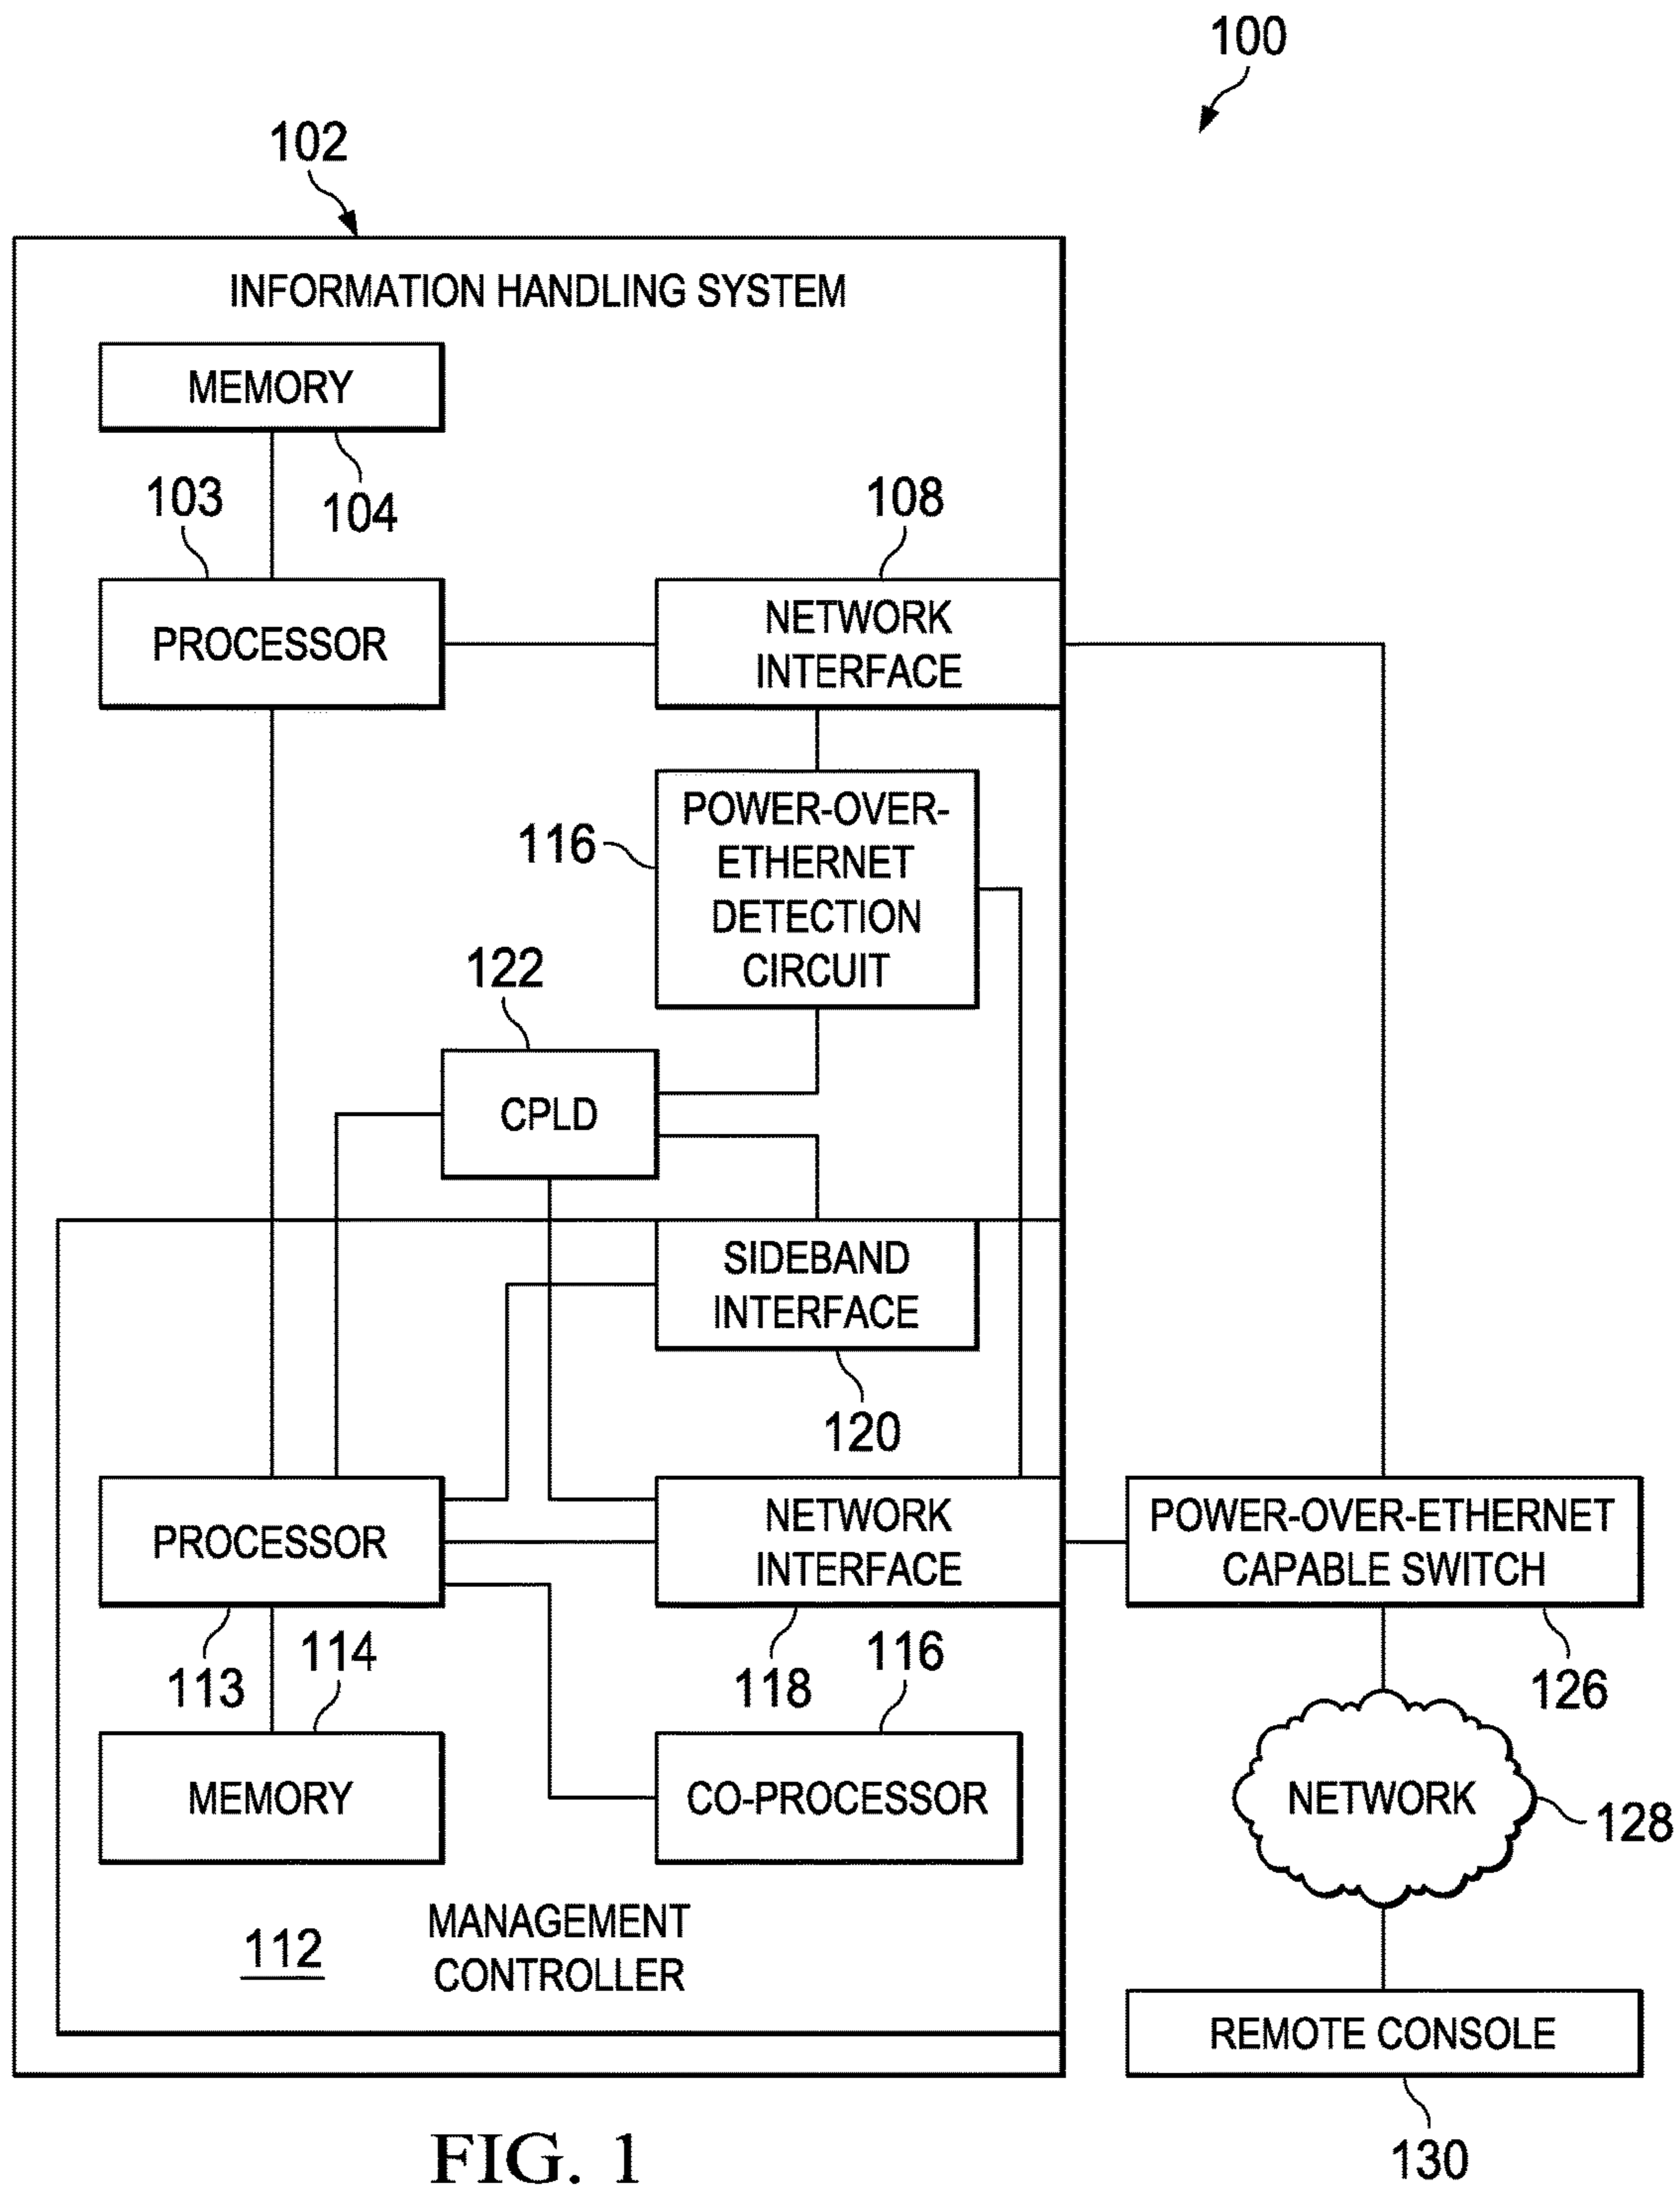 100
102
INFORMATION HANDLING SYSTEM
MEMORY
104
103
108
PROCESSOR
NETWORK
INTERFACE
116
POWER-OVER-
ETHERNET
DETECTION
CIRCUIT
122
CPLD
SIDEBAND
INTERFACE
120
PROCESSOR
NETWORK
INTERFACE
POWER-OVER-ETHERNET
CAPABLE SWITCH
113
114
118
116
126
MEMORY
CO-PROCESSOR
NETWORK
128
112
MANAGEMENT
CONTROLLER
REMOTE CONSOLE
130
FIG. 1